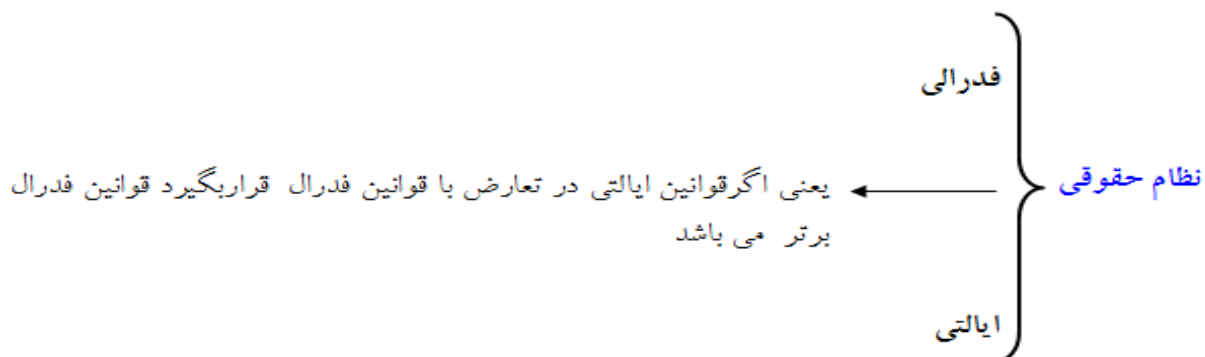 فدرالی
نظام حقوقی
یعنی اگرقوانین ایالتی در تعارض با قوانین فدرال قراربگیرد قوانین فدرال
برتر می باشد
ایالتی